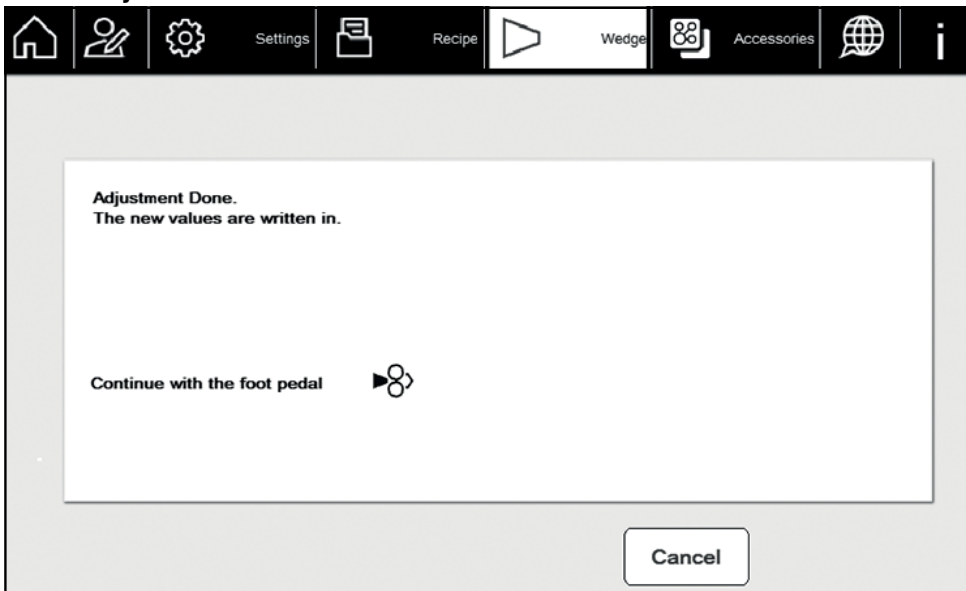 Settings
Recipe
Wedge
Accessories
i
Adjustment Done.
The new values are written in.
Continue with the foot pedal
Cancel